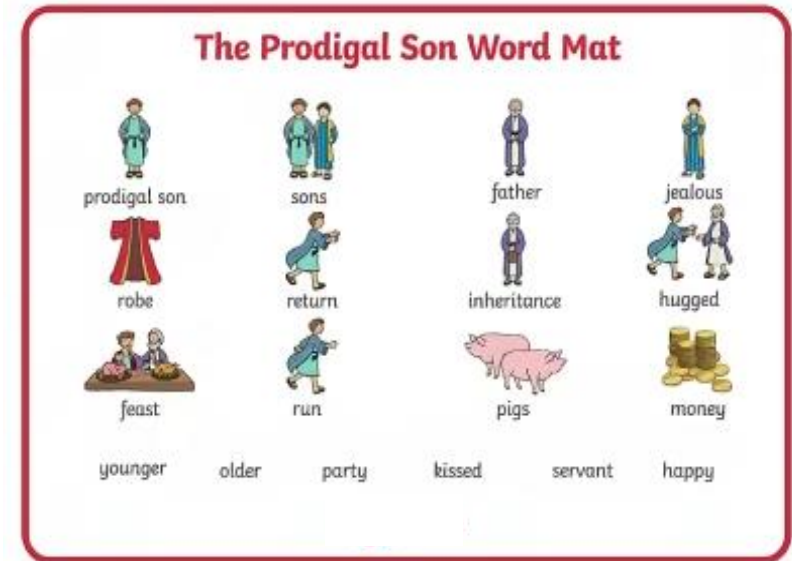 The Prodigal Son Word Mat
prodigal son sons father jealous
robe return inheritance hugged
feast run pigs money
younger older party kissed servant happy